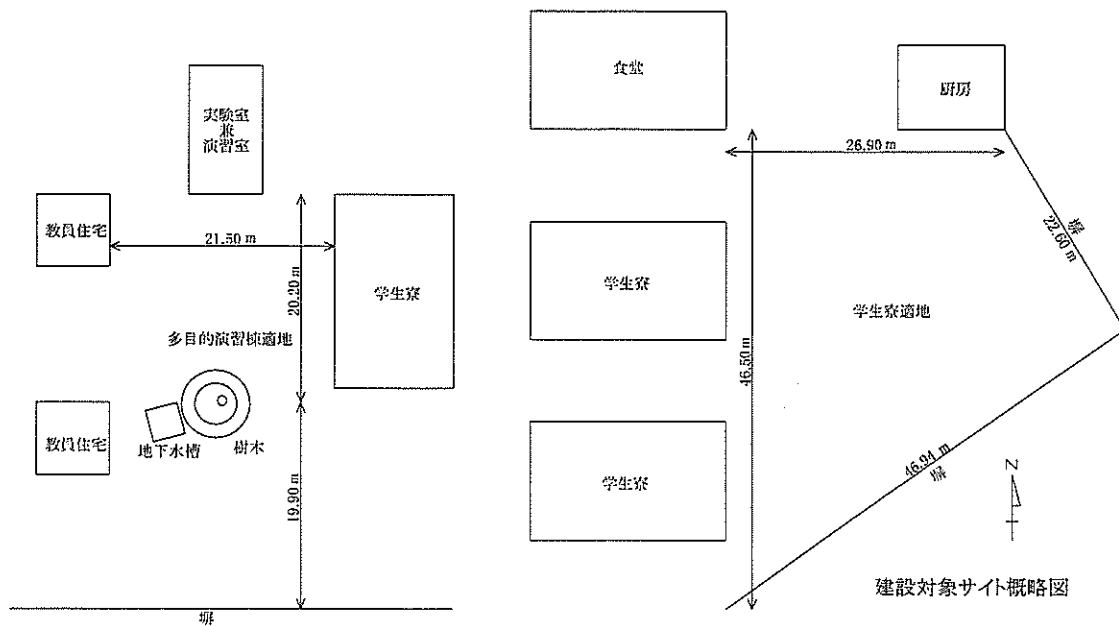 実験室
兼
演習室
教員住宅
21.50 m
20.20 m
学生寮
多目的演習棟適地
教員住宅
地下水槽
樹木
19.90 m
塀
食堂
厨房
26.90 m
塀
22.60 m
学生寮
学生寮適地
46.50 m
学生寮
46.94 m
塀
N
建設対象サイト概略図